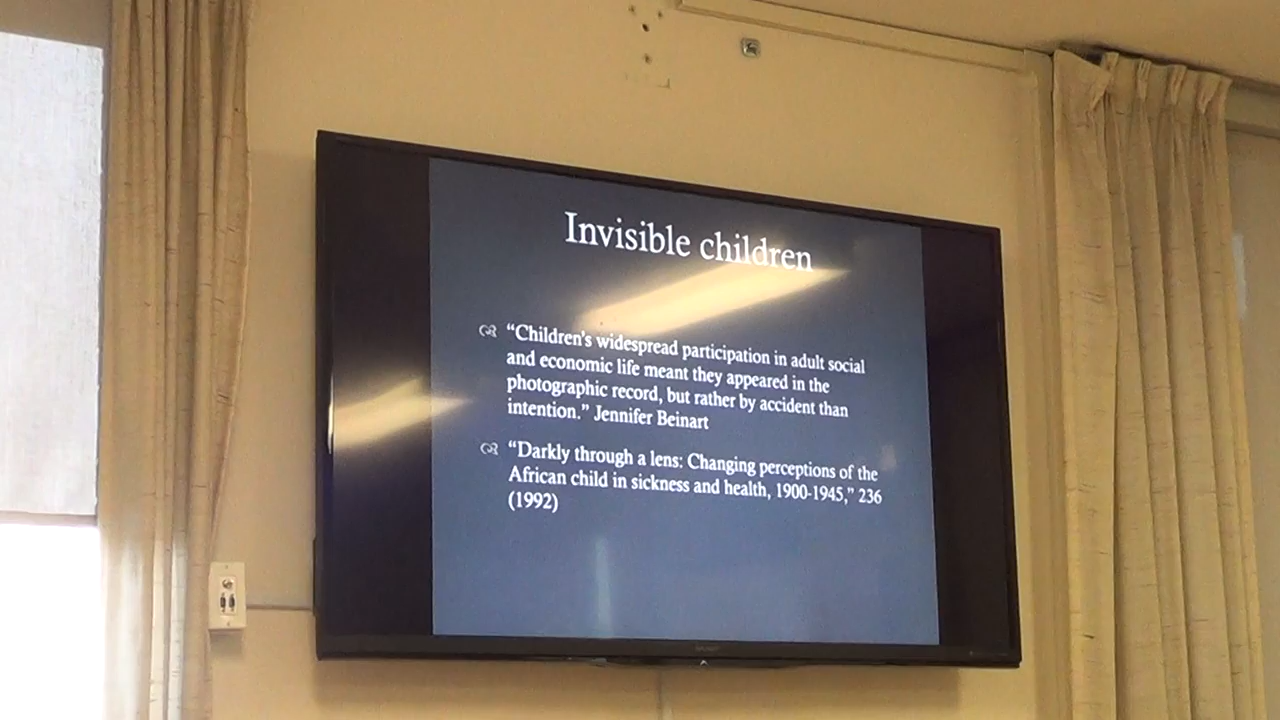 Invisible children
“Children’s widespread participation in adult social
and economic life meant they appeared in the
photographic record, but rather by accident than
intention.” Jennifer Beinart
“Darkly through a lens: Changing perceptions of the
African child in sickness and health, 1900-1945,” 236
(1992)